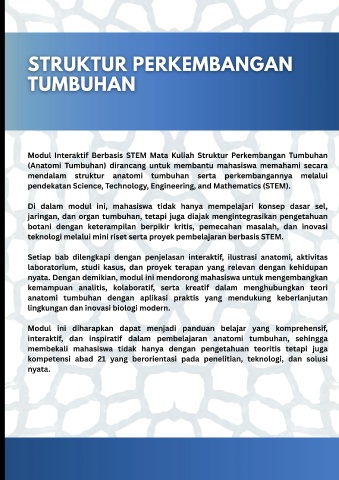 STRUKTUR PERKEMBANGAN
TUMBUHAN
Modul Interaktif Berbasis STEM Mata Kuliah Struktur Perkembangan Tumbuhan
(Anatomi Tumbuhan) dirancang untuk membantu mahasiswa memahami secara
mendalam struktur anatomi tumbuhan serta perkembangannya melalui
pendekatan Science, Technology, Engineering, and Mathematics (STEM).
Di dalam modul ini, mahasiswa tidak hanya mempelajari konsep dasar sel,
jaringan, dan organ tumbuhan, tetapi juga diajak mengintegrasikan pengetahuan
botani dengan keterampilan berpikir kritis, pemecahan masalah, dan inovasi
teknologi melalui mini riset serta proyek pembelajaran berbasis STEM.
Setiap bab dilengkapi dengan penjelasan interaktif, ilustrasi anatomi, aktivitas
laboratorium, studi kasus, dan proyek terapan yang relevan dengan kehidupan
nyata. Dengan demikian, modul ini mendorong mahasiswa untuk mengembangkan
kemampuan analitis, kolaboratif, serta kreatif dalam menghubungkan teori
anatomi tumbuhan dengan aplikasi praktis yang mendukung keberlanjutan
lingkungan dan inovasi biologi modern.
Modul ini diharapkan dapat menjadi panduan belajar yang komprehensif,
interaktif, dan inspiratif dalam pembelajaran anatomi tumbuhan, sehingga
membekali mahasiswa tidak hanya dengan pengetahuan teoritis tetapi juga
kompetensi abad 21 yang berorientasi pada penelitian, teknologi, dan solusi
nyata.